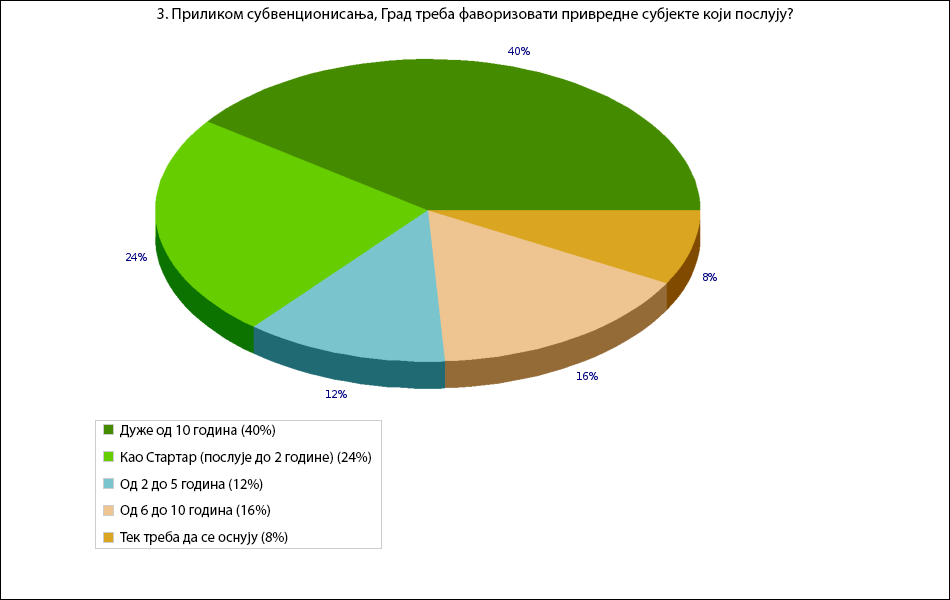 3. Приликом субвенционисања, Град треба фаворизовати привредне субјекте који послују?
40%
24%
8%
16%
12%
Дуже од 10 година (40%)
Као Стартар (послује до 2 године) (24%)
Од 2 до 5 година (12%)
Од 6 до 10 година (16%)
Тек треба да се оснују (8%)